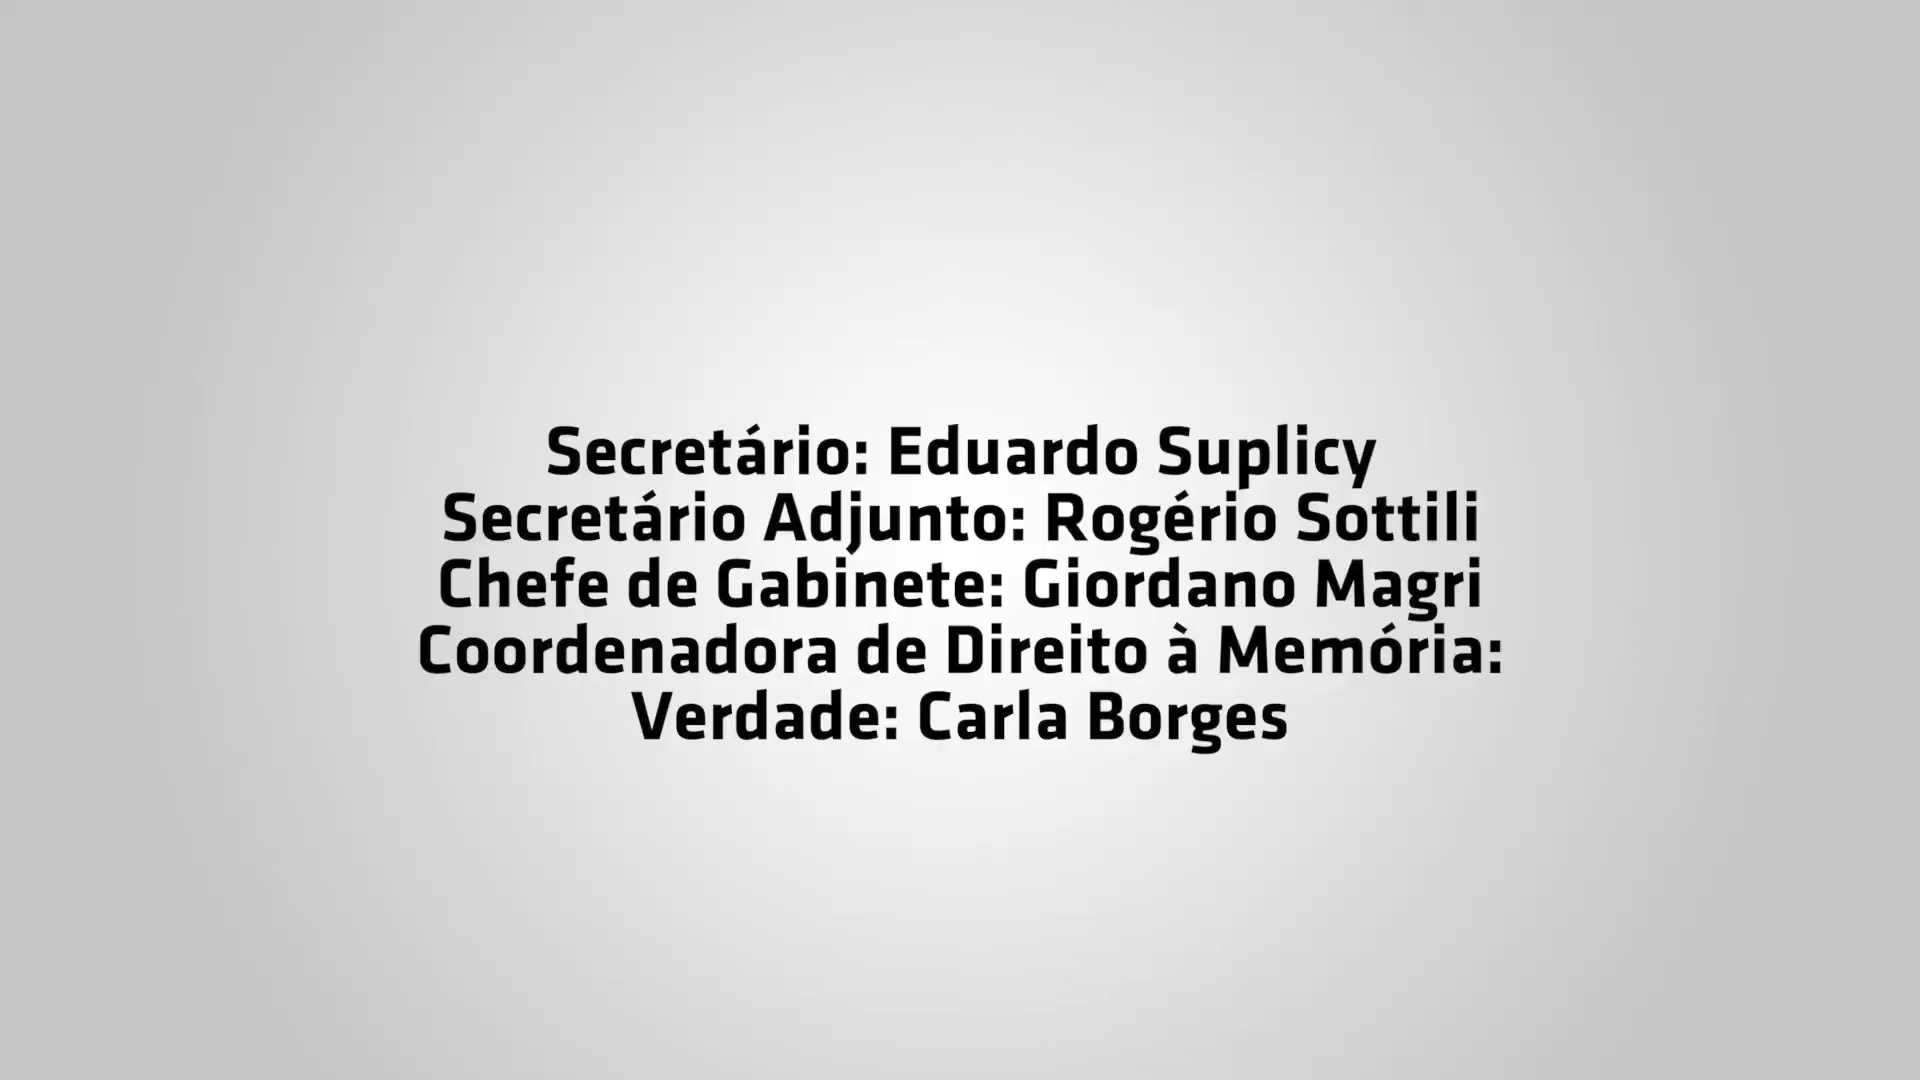 Secretário: Eduardo Suplicy
Secretário Adjunto: Rogério Sottili
Chefe de Gabinete: Giordano Magri
Coordenadora de Direito à Memória:
Verdade: Carla Borges